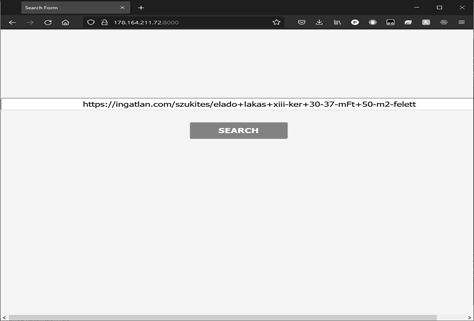 Search Form
178.164.211.72:8000
https://ingatlan.com/szukites/elado+lakas+xiii-ker+30-37-mFt+50-m2-felett
SEARCH